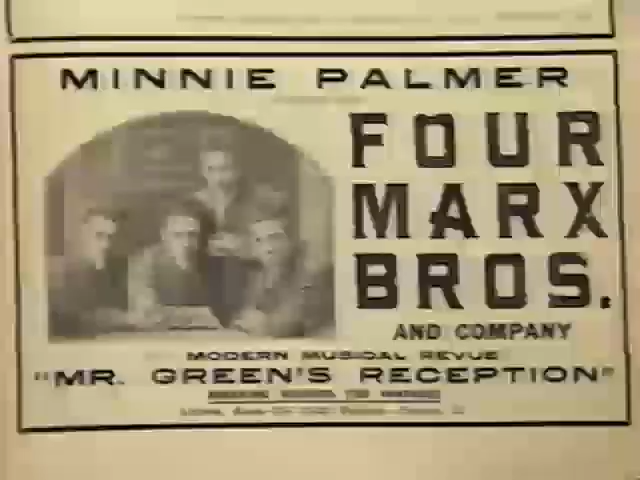 MINNIE PALMER
FOUR
MARX
BROS.
AND COMPANY
MODERN MUSICAL REVUE
"MR. GREEN'S RECEPTION"